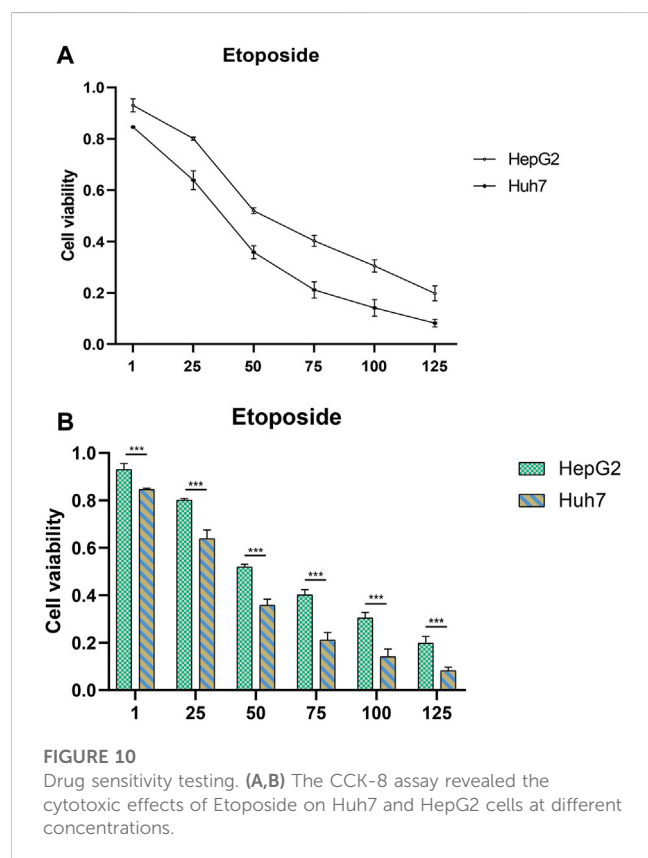 A
Etoposide
Cell viability
1.0
0.8
0.6
0.4
0.2
0.0
1 25 50 75 100 125
HepG2
Huh7
B
Etoposide
Cell vaiability
1.0
0.8
0.6
0.4
0.2
0.0
*** *** *** *** *** ***
1 25 50 75 100 125
HepG2
Huh7
FIGURE 10
Drug sensitivity testing. (A,B) The CCK-8 assay revealed the
cytotoxic effects of Etoposide on Huh7 and HepG2 cells at different
concentrations.